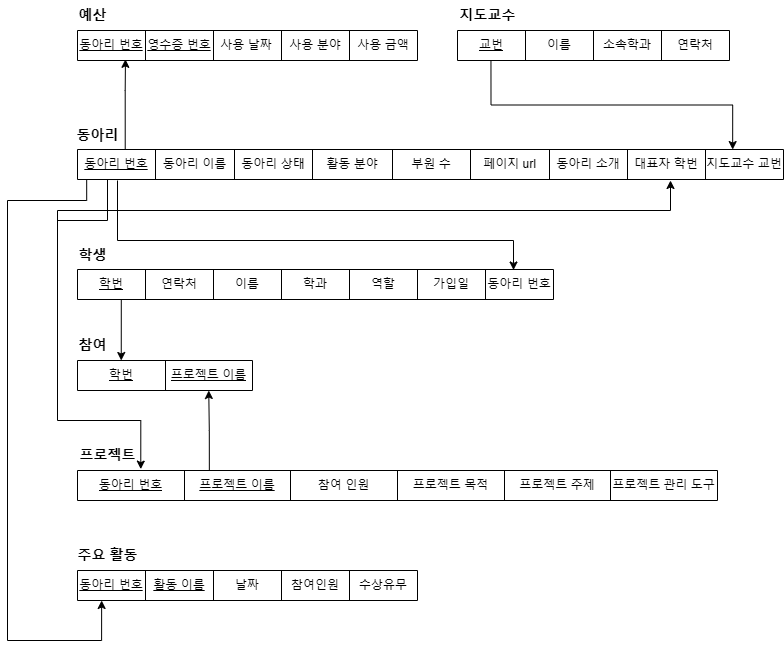 예산
동아리 번호 영수증 번호 사용 날짜 사용 분야 사용 금액
지도교수
교번 이름 소속학과 연락처
동아리
동아리 번호 동아리 이름 동아리 상태 활동 분야 부원 수 페이지 url 동아리 소개 대표자 학번 지도교수 교번
학생
학번 연락처 이름 학과 역할 가입일 동아리 번호
참여
학번 프로젝트 이름
프로젝트
동아리 번호 프로젝트 이름 참여 인원 프로젝트 목적 프로젝트 주제 프로젝트 관리 도구
주요 활동
동아리 번호 활동 이름 날짜 참여인원 수상유무